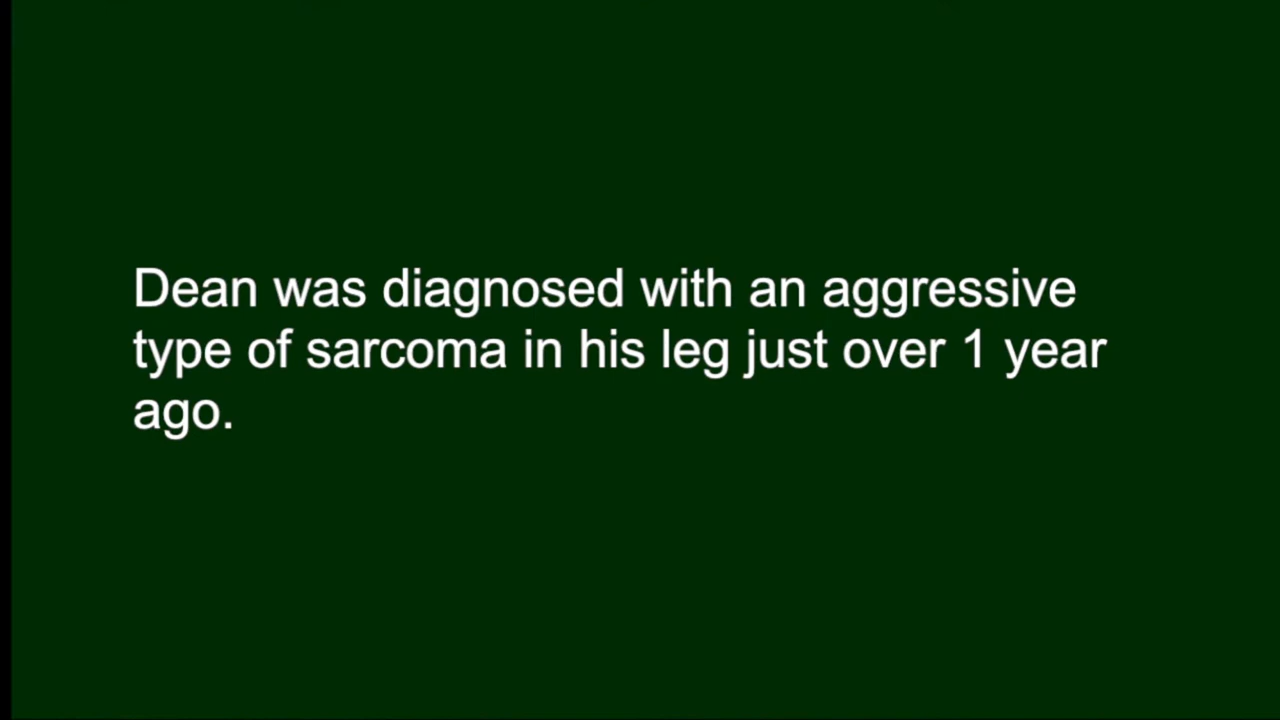 Dean was diagnosed with an aggressive
type of sarcoma in his leg just over 1 year
ago.